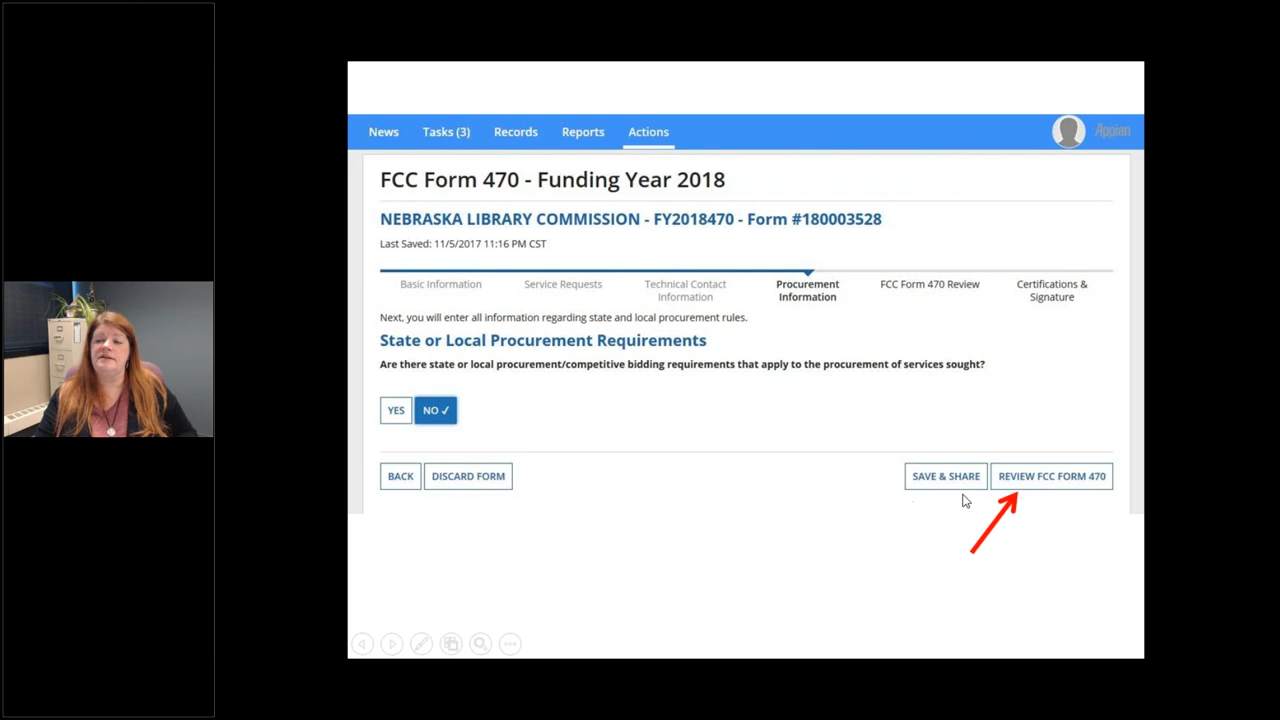 News Tasks (3) Records Reports Actions Appian
FCC Form 470 - Funding Year 2018
NEBRASKA LIBRARY COMMISSION - FY2018470 - Form #180003528
Last Saved: 11/5/2017 11:16 PM CST
Basic Information Service Requests Technical Contact Information Procurement Information FCC Form 470 Review Certifications & Signature
Next, you will enter all information regarding state and local procurement rules.
State or Local Procurement Requirements
Are there state or local procurement/competitive bidding requirements that apply to the procurement of services sought?
YES NO ✓
BACK DISCARD FORM SAVE & SHARE REVIEW FCC FORM 470